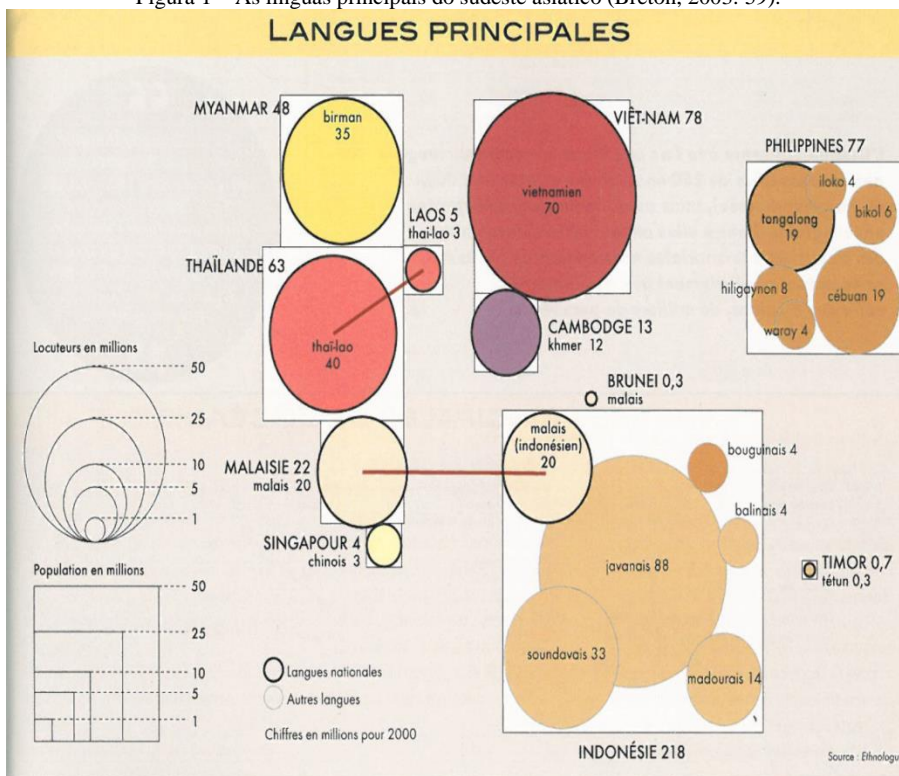 Figura 1 – As línguas principais do sudeste asiático (Breton, 2003: 39).
LANGUES PRINCIPALES
MYANMAR 48
birman
35
VIÊT-NAM 78
vietnamien
70
PHILIPPINES 77
iloko 4
tongalong
19
bikol 6
hiligaynon 8
cébuan 19
waray 4
LAOS 5
thaï-lao 3
THAÏLANDE 63
thaï-lao
40
CAMBODGE 13
khmer 12
BRUNEI 0,3
malais
Locuteurs en millions
50
25
10
5
1
MALAISIE 22
malais 20
malais
(indonésien)
20
bouguinais 4
balinais 4
SINGAPOUR 4
chinois 3
javanais 88
TIMOR 0,7
tétun 0,3
Population en millions
50
25
10
5
1
soundavais 33
madourais 14
Langues nationales
Autres langues
Chiffres en millions pour 2000
INDONÉSIE 218
Source : Ethnologu